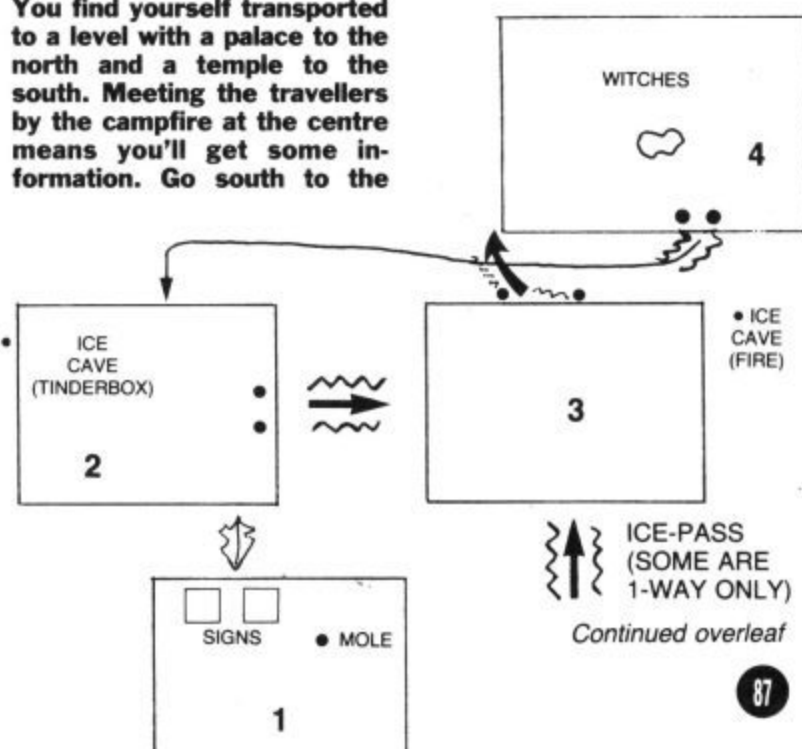 You find yourself transported
to a level with a palace to the
north and a temple to the
south. Meeting the travellers
by the campfire at the centre
means you'll get some in-
formation. Go south to the
WITCHES
4
ICE
CAVE
(TINDERBOX)
2
3
ICE
CAVE
(FIRE)
ICE-PASS
(SOME ARE
1-WAY ONLY)
SIGNS
MOLE
1
Continued overleaf
87